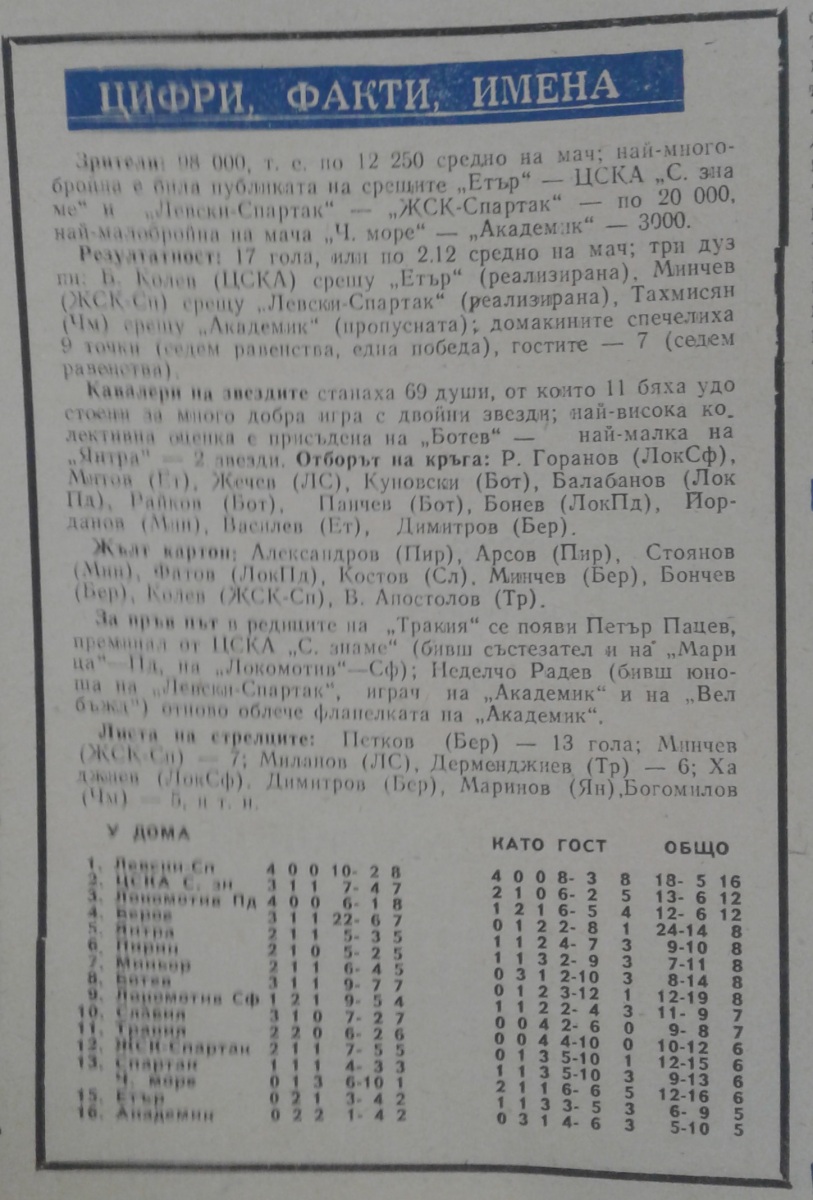 ЦИФРИ, ФАКТИ, ИМЕНА
Зрители: 98 000, т. е. по 12 250 средно на мач; най-много-
бройна е била публиката на срещите „Етър“ — ЦСКА „С. зна
ме“ и „Левски-Спартак“ — „ЖСК-Спартак“ — по 20 000,
най-малобройна на мача „Ч. море“ — „Академик“ — 3000.
Резултатност: 17 гола, или по 2.12 средно на мач; три дуз
пи: Б. Колев (ЦСКА) срещу „Етър“ (реализирана), Минчев
(ЖСК-Сп) срещу „Левски-Спартак“ (реализирана), Тахмисян
(Чм) срещу „Академик“ (пропусната); домакините спечелиха
9 точки (седем равенства, една победа), гостите — 7 (седем
равенства).
Кавалери на звездите станаха 69 души, от които 11 бяха удо
стоени за много добра игра с двойни звезди; най-висока ко.
лективна оценка е присъдена на „Ботев“ — най-малка на
„Янтра“ — 2 звезди. Отборът на кръга: Р. Горанов (ЛокСф),
Митов (Ет), Жечев (ЛС), Куновски (Бот), Балабанов (Лок
Пд), Райков (Бот), Панчев (Бот), Бонев (ЛокПд), Йор-
данов (Мин), Василев (Ет), Димитров (Бер).
Жълт картон: Александров (Пир), Арсов (Пир), Стоянов
(Мин), Фатов (ЛокПд), Костов (Сл), Минчев (Бер), Бончев
(Бер), Колев (ЖСК-Сп), В. Апостолов (Тр).
За пръв път в редиците на „Тракия“ се появи Петър Пацев,
преминал от ЦСКА „С. знаме“ (бивш състезател и на „Мари
ца“—Пд, на „Локомотив“—Сф); Неделчо Радев (бивш юно-
ша на „Левски-Спартак“, играч на „Академик“ и на „Вел
бъжд“) отново облече фланелката на „Академик“.
Листа на стрелците: Петков (Бер) — 13 гола; Минчев
(ЖСК-Сп) — 7; Миланов (ЛС), Дерменджиев (Тр) — 6; Ха
джиев (ЛокСф), Димитров (Бер), Маринов (Ян),Богомилов
(Чм) — 5, и т. н.
У ДОМА КАТО ГОСТ ОБЩО
1. Левски Сп 4 0 0 10- 2 8 4 0 0 8- 3 8 18- 5 16
2. ЦСКА С. зн 3 1 1 7- 4 7 2 1 0 6- 2 5 13- 6 12
3. Локомотив Пд 4 0 0 6- 1 8 1 2 1 6- 5 4 12- 6 12
4. Берое 3 1 1 22- 6 7 0 1 2 2- 8 1 24-14 8
5. Янтра 2 1 1 5- 3 5 1 1 2 4- 7 3 9-10 8
6. Пирин 2 1 0 5- 2 5 1 1 3 2- 9 3 7-11 8
7. Миньор 2 1 1 6- 4 5 0 3 1 2-10 3 8-14 8
8. Ботев 3 1 1 9- 7 7 0 1 2 3-12 1 12-19 8
9. Локомотив Сф 1 2 1 9- 5 4 1 1 2 2- 4 3 11- 9 7
10. Славия 3 1 0 7- 2 7 0 0 4 2- 6 0 9- 8 7
11. Тракия 2 2 0 6- 2 6 0 0 4 4-10 0 10-12 6
12. ЖСК-Спартак 2 1 1 7- 5 5 0 1 3 5-10 1 12-15 6
13. Спартак 1 1 1 4- 3 3 1 1 3 5-10 3 9-13 6
Ч. море 0 1 3 6-10 1 2 1 1 6- 6 5 12-16 6
15. Етър 0 2 1 3- 4 2 1 1 3 3- 5 3 6- 9 5
16. Академик 0 2 2 1- 4 2 0 3 1 4- 6 3 5-10 5